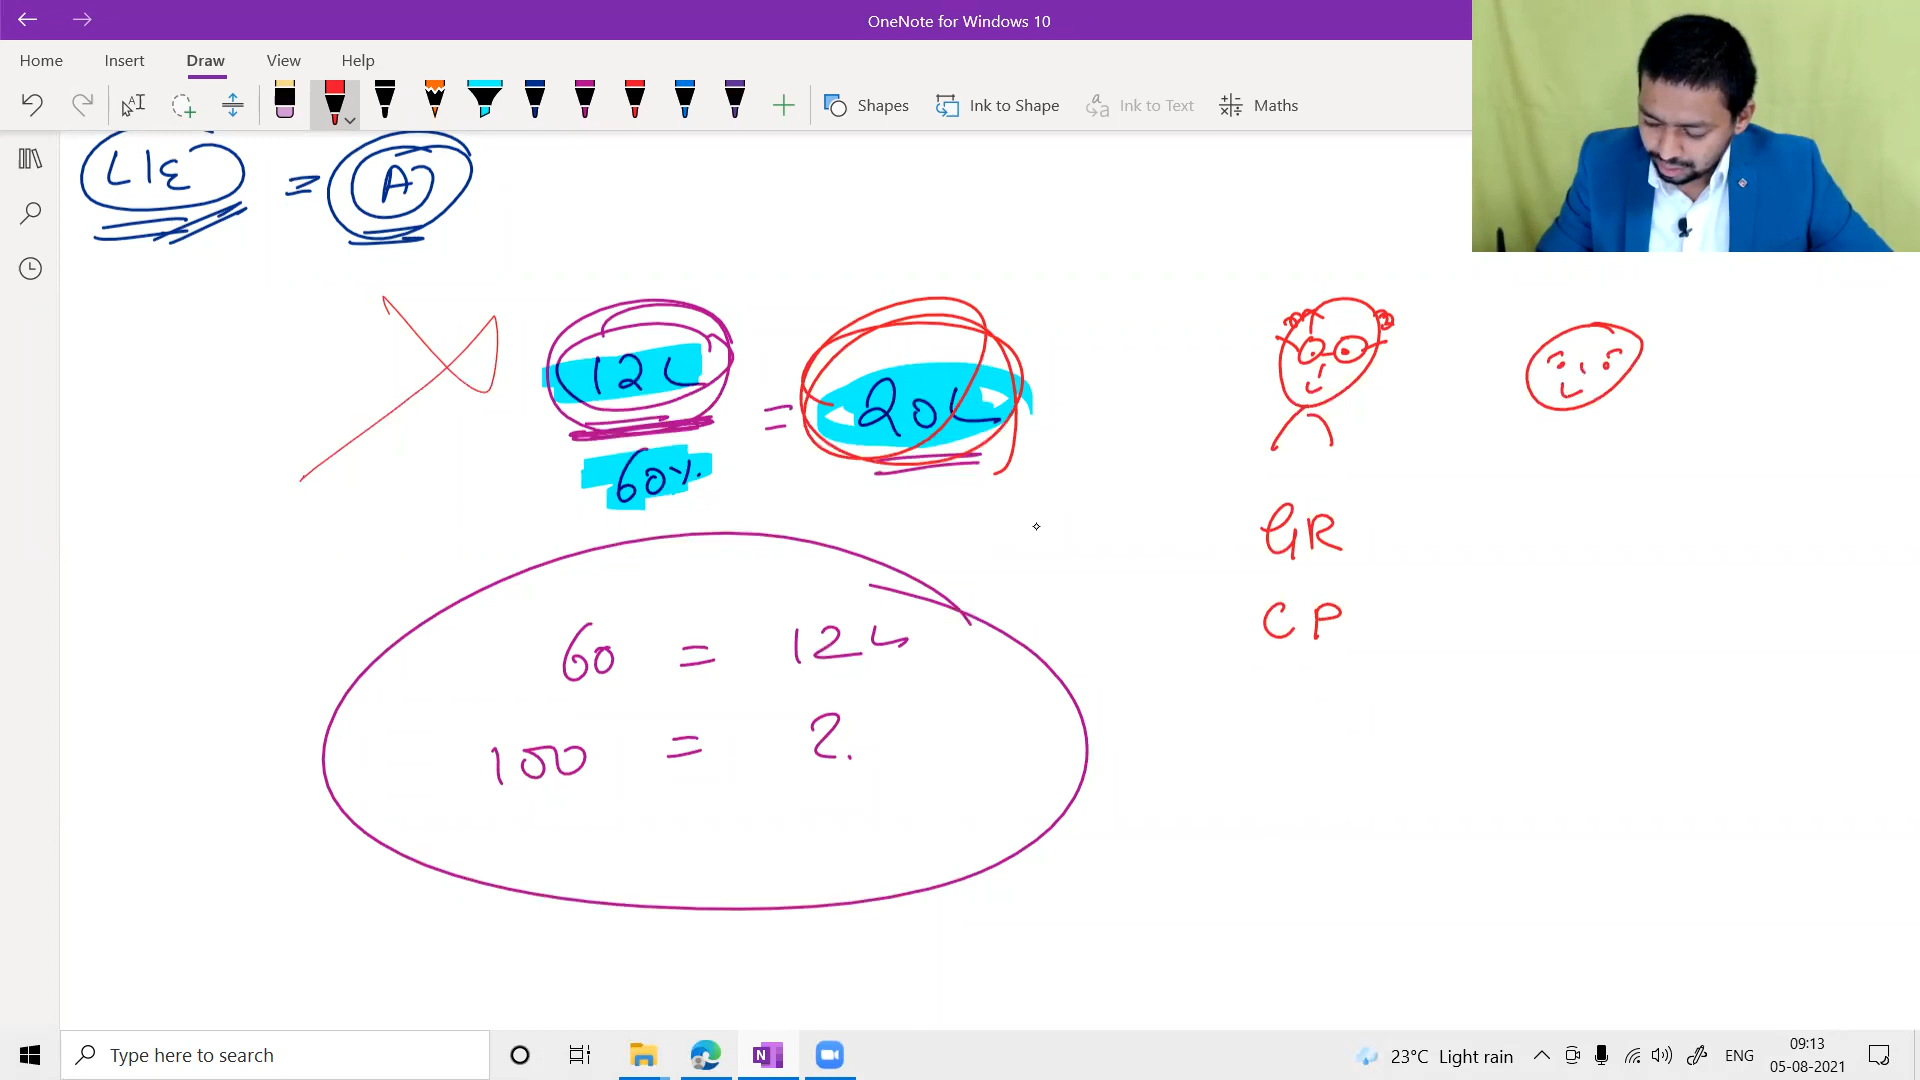 OneNote for Windows 10
Home Insert Draw View Help
Shapes Ink to Shape Ink to Text Maths
= A
12L = 20L
60%
GR
CP
60 = 12L
100 = 2.
Type here to search
23°C Light rain
ENG
09:13
05-08-2021